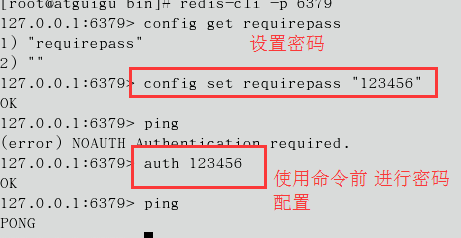 [root@atguigu bin]# redis-cli -p 6379
127.0.0.1:6379> config get requirepass
1) "requirepass"
2) ""
设置密码
127.0.0.1:6379> config set requirepass "123456"
OK
127.0.0.1:6379> ping
(error) NOAUTH Authentication required.
127.0.0.1:6379> auth 123456
OK
使用命令前 进行密码
配置
127.0.0.1:6379> ping
PONG